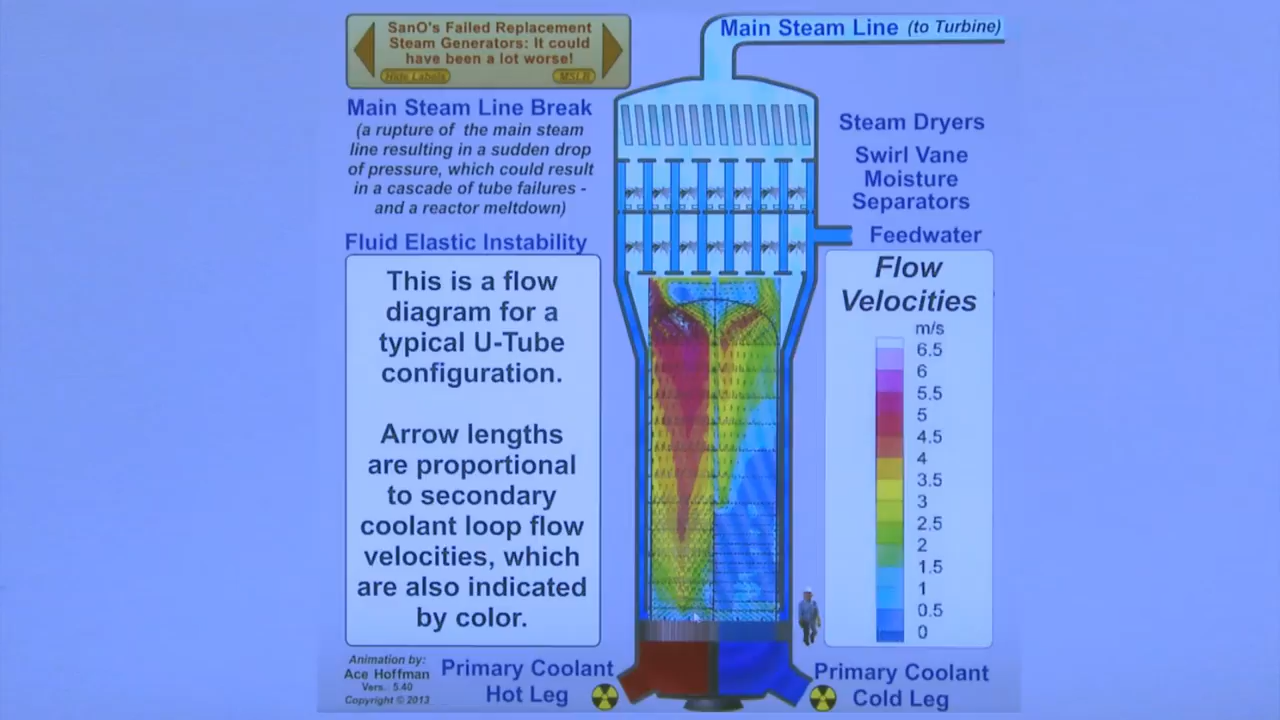 SanO's Failed Replacement
Steam Generators: It could
have been a lot worse!
Hide Labels
MSLB
Main Steam Line (to Turbine)
Main Steam Line Break
(a rupture of the main steam
line resulting in a sudden drop
of pressure, which could result
in a cascade of tube failures -
and a reactor meltdown)
Fluid Elastic Instability
This is a flow
diagram for a
typical U-Tube
configuration.
Arrow lengths
are proportional
to secondary
coolant loop flow
velocities, which
are also indicated
by color.
Steam Dryers
Swirl Vane
Moisture
Separators
Feedwater
Flow
Velocities
m/s
6.5
6
5.5
5
4.5
4
3.5
3
2.5
2
1.5
1
0.5
0
Animation by:
Ace Hoffman
Vers. 5.40
Copyright © 2013
Primary Coolant
Hot Leg
Primary Coolant
Cold Leg